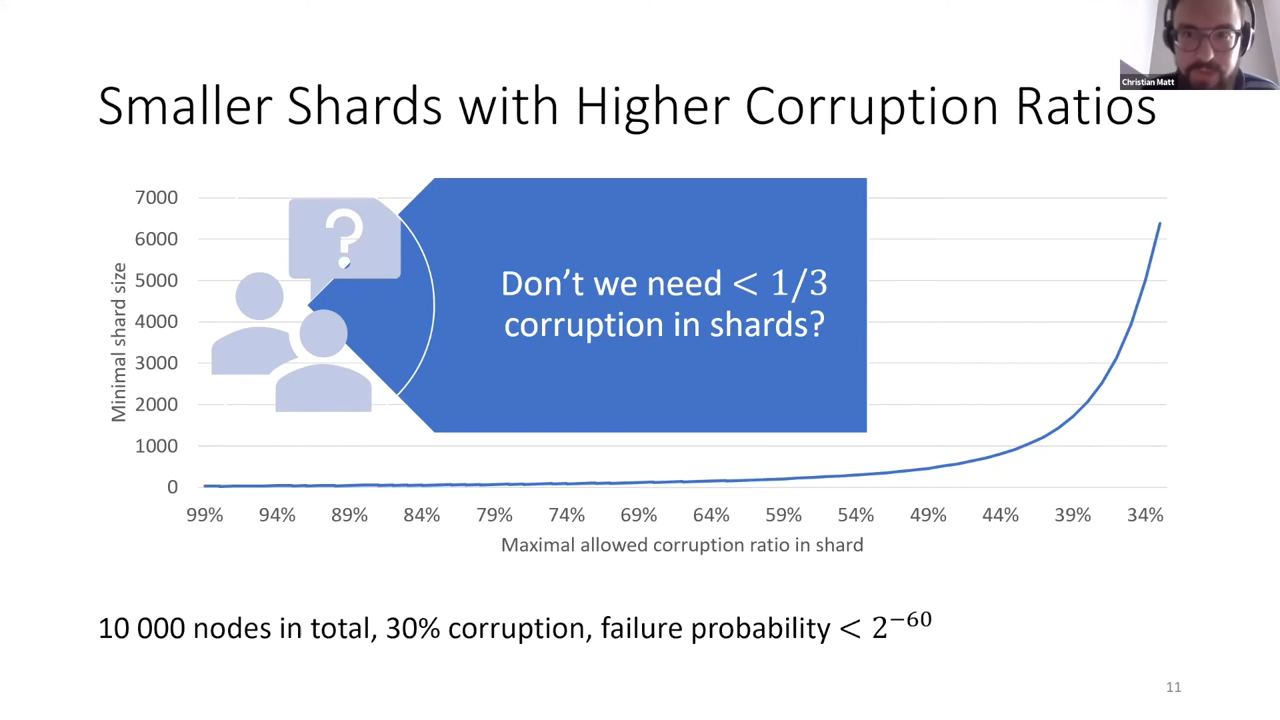 Christian Matt
Smaller Shards with Higher Corruption Ratios
7000
6000
5000
4000
3000
2000
1000
0
Minimal shard size
?
Don't we need < 1/3
corruption in shards?
99% 94% 89% 84% 79% 74% 69% 64% 59% 54% 49% 44% 39% 34%
Maximal allowed corruption ratio in shard
10 000 nodes in total, 30% corruption, failure probability < 2⁻⁶⁰
11